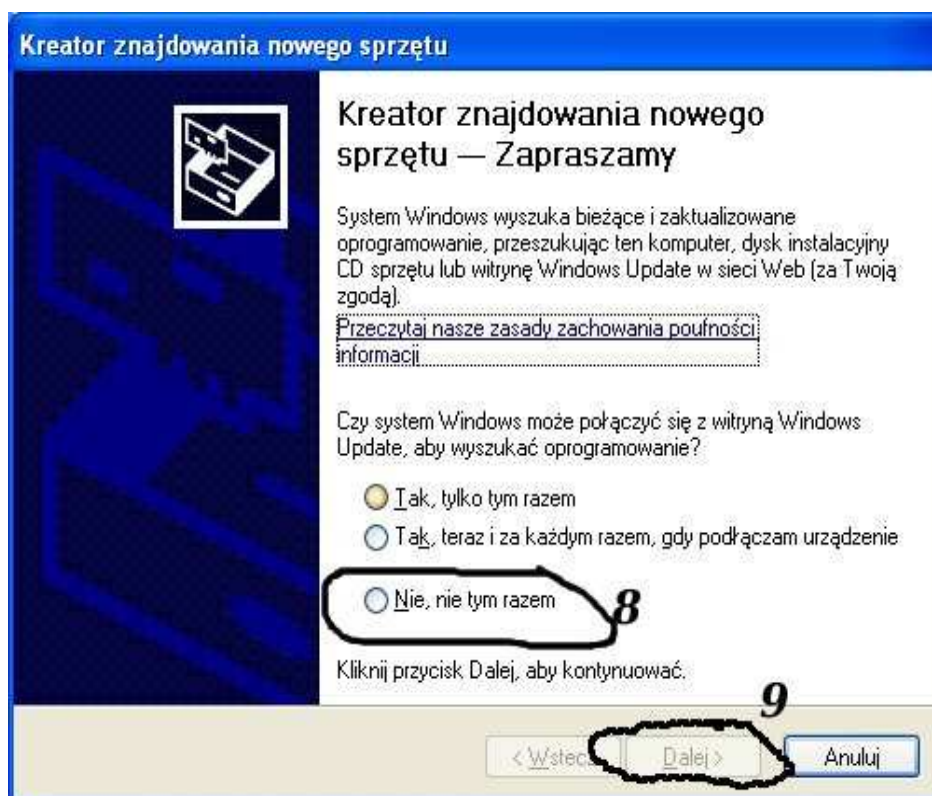 Kreator znajdowania nowego sprzętu
Kreator znajdowania nowego
sprzętu — Zapraszamy
System Windows wyszuka bieżące i zaktualizowane
oprogramowanie, przeszukując ten komputer, dysk instalacyjny
CD sprzętu lub witrynę Windows Update w sieci Web (za Twoją
zgodą).
Przeczytaj nasze zasady zachowania poufności
informacji
Czy system Windows może połączyć się z witryną Windows
Update, aby wyszukać oprogramowanie?
Tak, tylko tym razem
Tak, teraz i za każdym razem, gdy podłączam urządzenie
Nie, nie tym razem
8
Kliknij przycisk Dalej, aby kontynuować.
9
< Wstecz
Dalej >
Anuluj